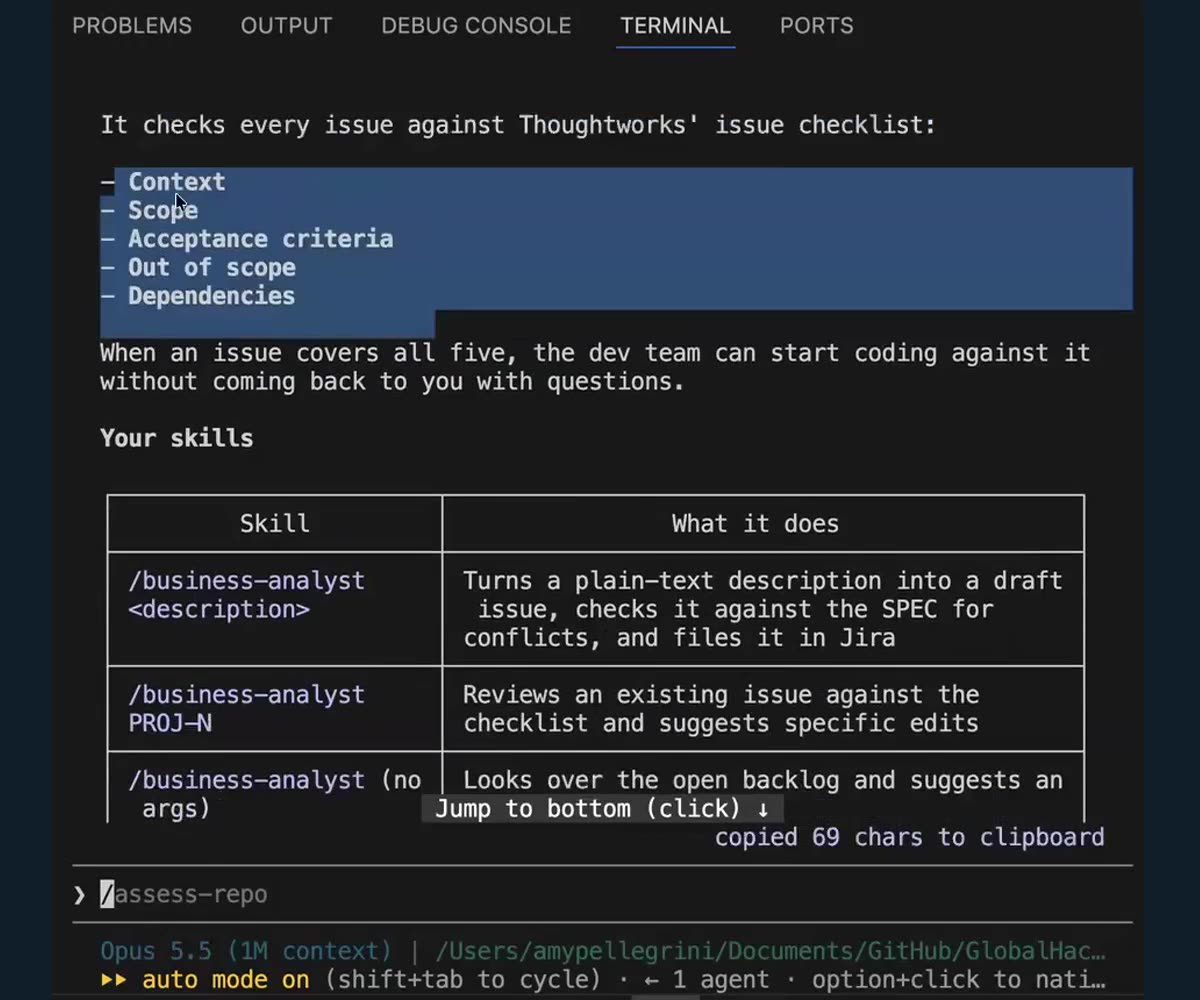 PROBLEMS OUTPUT DEBUG CONSOLE TERMINAL PORTS
It checks every issue against Thoughtworks' issue checklist:
– Context
– Scope
– Acceptance criteria
– Out of scope
– Dependencies
When an issue covers all five, the dev team can start coding against it
without coming back to you with questions.
Your skills
Skill What it does
/business–analyst Turns a plain–text description into a draft
<description> issue, checks it against the SPEC for
conflicts, and files it in Jira
/business–analyst Reviews an existing issue against the
PROJ–N checklist and suggests specific edits
/business–analyst (no Looks over the open backlog and suggests an
args) Jump to bottom (click) ↓
copied 69 chars to clipboard
❯ /assess–repo
Opus 5.5 (1M context) | /Users/amypellegrini/Documents/GitHub/GlobalHac…
⏵⏵ auto mode on (shift+tab to cycle) · ← 1 agent · option+click to nati…